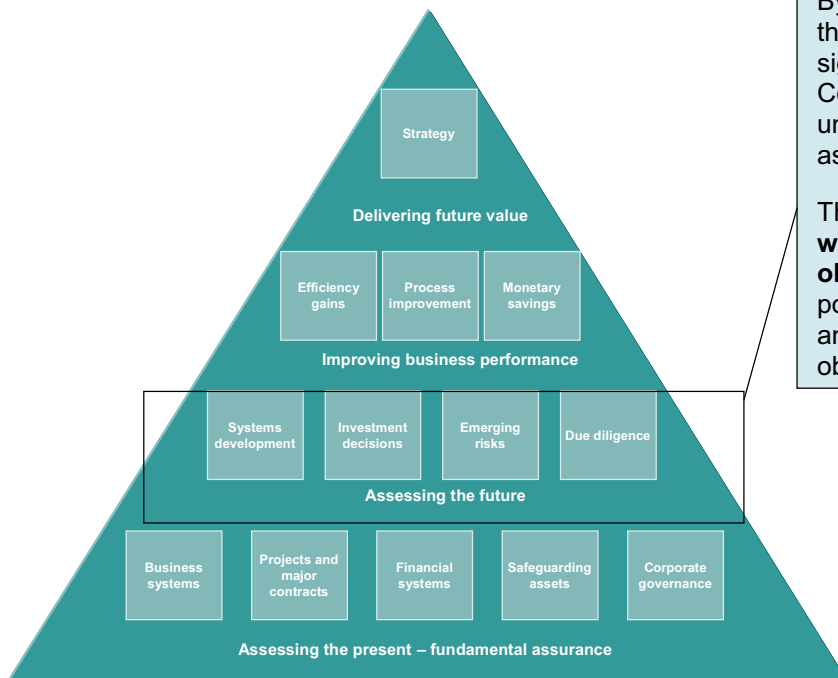 Strategy
Delivering future value
Efficiency
gains
Process
improvement
Monetary
savings
Improving business performance
Systems
development
Investment
decisions
Emerging
risks
Due diligence
Assessing the future
Business
systems
Projects and
major
contracts
Financial
systems
Safeguarding
assets
Corporate
governance
Assessing the present – fundamental assurance
By